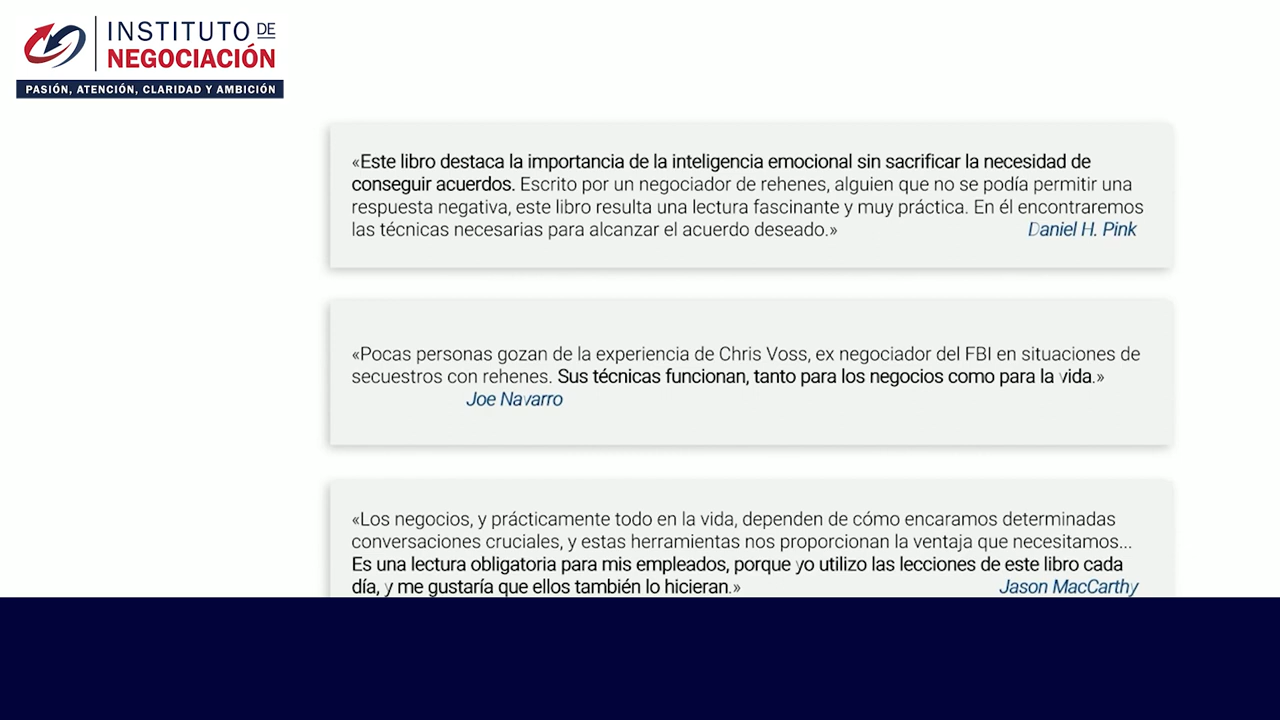 INSTITUTO DE
NEGOCIACIÓN
PASIÓN, ATENCIÓN, CLARIDAD Y AMBICIÓN
«Este libro destaca la importancia de la inteligencia emocional sin sacrificar la necesidad de
conseguir acuerdos. Escrito por un negociador de rehenes, alguien que no se podía permitir una
respuesta negativa, este libro resulta una lectura fascinante y muy práctica. En él encontraremos
las técnicas necesarias para alcanzar el acuerdo deseado.» Daniel H. Pink
«Pocas personas gozan de la experiencia de Chris Voss, ex negociador del FBI en situaciones de
secuestros con rehenes. Sus técnicas funcionan, tanto para los negocios como para la vida.»
Joe Navarro
«Los negocios, y prácticamente todo en la vida, dependen de cómo encaramos determinadas
conversaciones cruciales, y estas herramientas nos proporcionan la ventaja que necesitamos...
Es una lectura obligatoria para mis empleados, porque yo utilizo las lecciones de este libro cada
día, y me gustaría que ellos también lo hicieran.» Jason MacCarthy